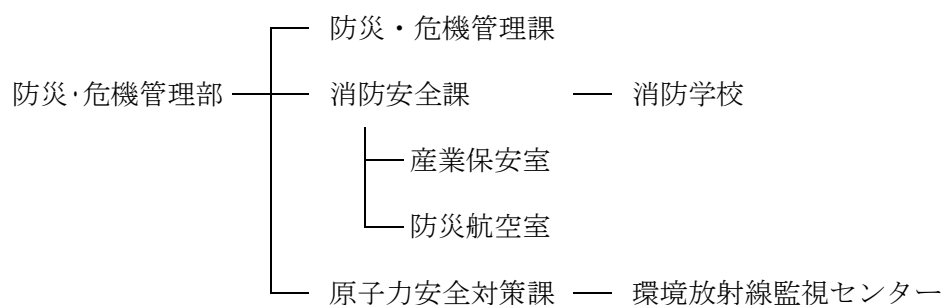 防災・危機管理課
防災・危機管理部
消防安全課
消防学校
産業保安室
防災航空室
原子力安全対策課
環境放射線監視センター